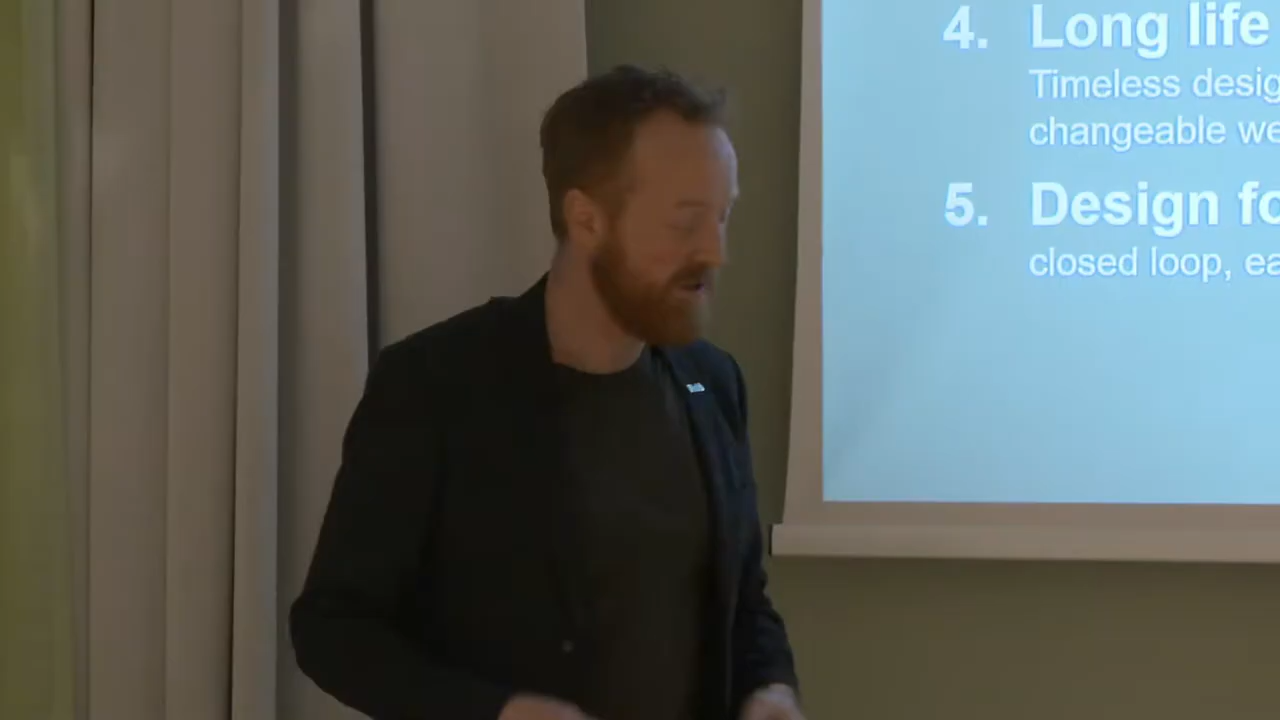 4. Long life
Timeless desig
changeable we
5. Design fo
closed loop, ea